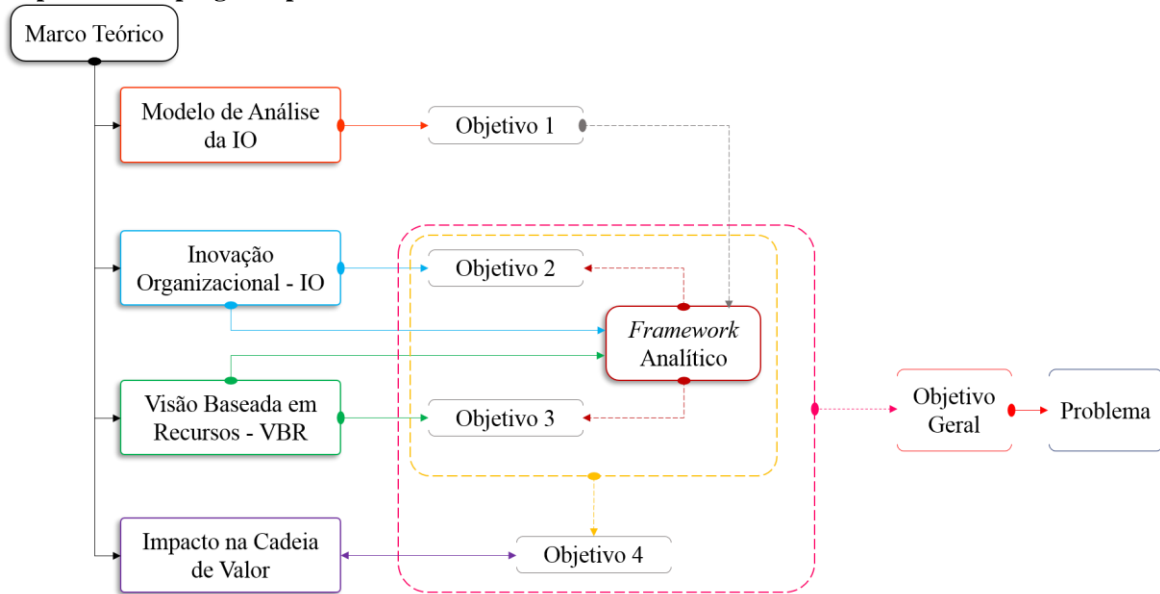 Marco Teórico
Modelo de Análise
da IO
Objetivo 1
Inovação
Organizacional - IO
Objetivo 2
Framework
Analítico
Visão Baseada em
Recursos - VBR
Objetivo 3
Objetivo
Geral
Problema
Impacto na Cadeia
de Valor
Objetivo 4